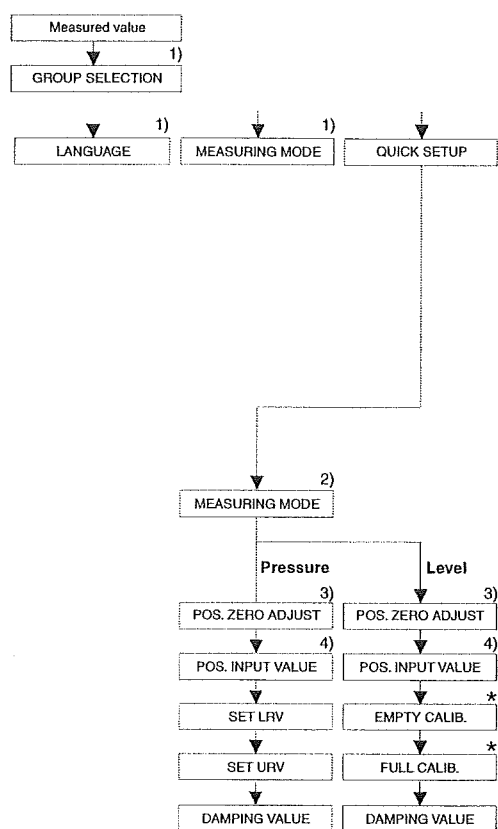 Measured value
1)
GROUP SELECTION
1)
1)
LANGUAGE
MEASURING MODE
QUICK SETUP
2)
MEASURING MODE
Pressure
Level
3)
3)
POS. ZERO ADJUST
POS. ZERO ADJUST
4)
4)
POS. INPUT VALUE
POS. INPUT VALUE
*
SET LRV
EMPTY CALIB.
*
SET URV
FULL CALIB.
DAMPING VALUE
DAMPING VALUE